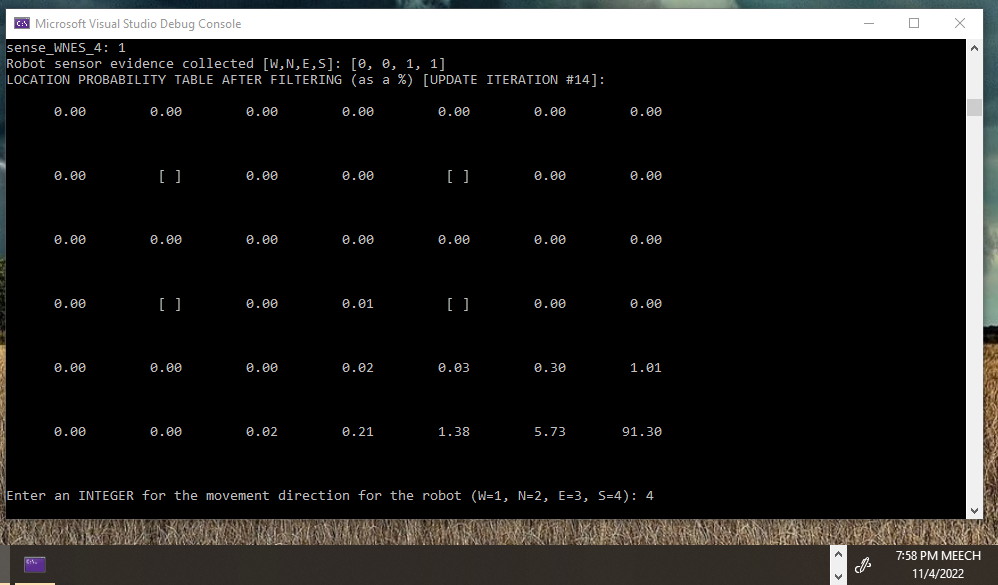 Microsoft Visual Studio Debug Console
sense_WNES_4: 1
Robot sensor evidence collected [W,N,E,S]: [0, 0, 1, 1]
LOCATION PROBABILITY TABLE AFTER FILTERING (as a %) [UPDATE ITERATION #14]:
0.00 0.00 0.00 0.00 0.00 0.00 0.00
0.00 [ ] 0.00 0.00 [ ] 0.00 0.00
0.00 0.00 0.00 0.00 0.00 0.00 0.00
0.00 [ ] 0.00 0.01 [ ] 0.00 0.00
0.00 0.00 0.00 0.02 0.03 0.30 1.01
0.00 0.00 0.02 0.21 1.38 5.73 91.30
Enter an INTEGER for the movement direction for the robot (W=1, N=2, E=3, S=4): 4
7:58 PM MEECH
11/4/2022